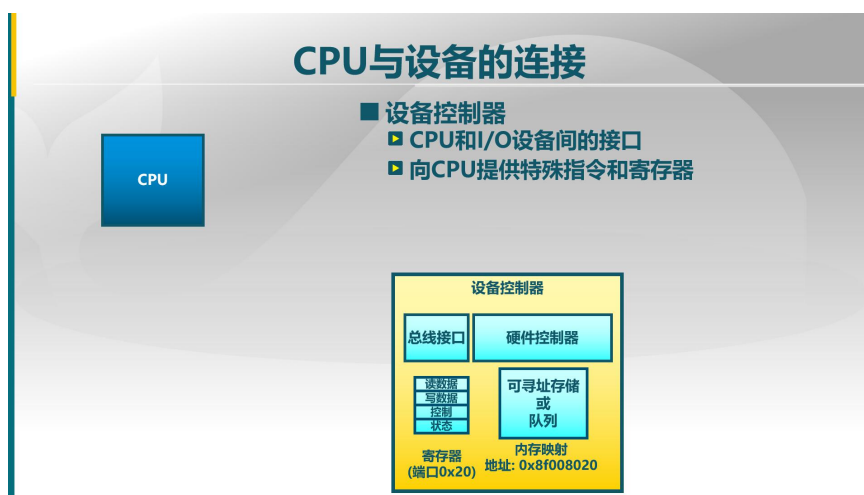 CPU与设备的连接
设备控制器
CPU和I/O设备间的接口
向CPU提供特殊指令和寄存器
CPU
设备控制器
总线接口
硬件控制器
读数据
写数据
控制
状态
可寻址存储
或
队列
寄存器
(端口0x20)
内存映射
地址: 0x8f008020